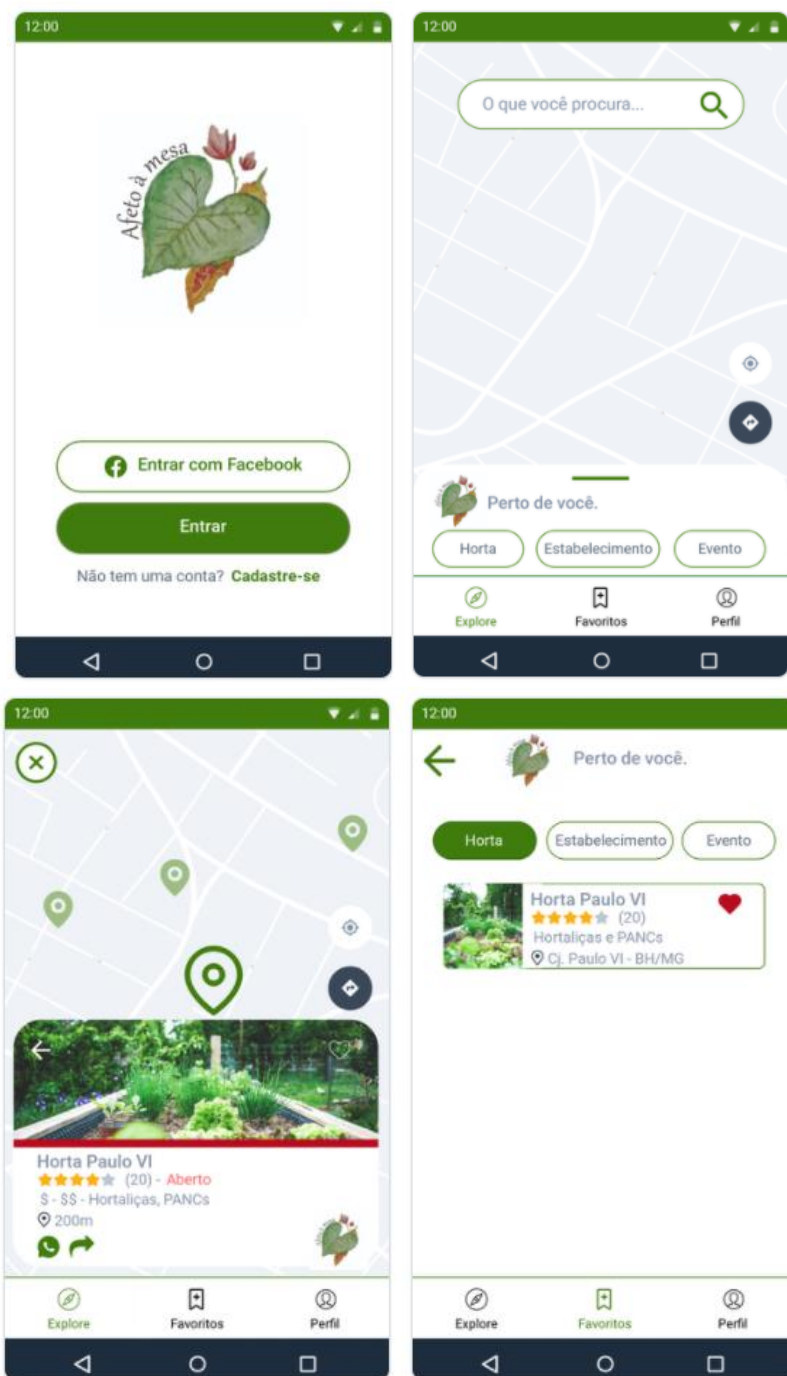 12:00
Afeto à mesa
Entrar com Facebook
Entrar
Não tem uma conta? Cadastre-se
12:00
O que você procura...
Perto de você.
Horta
Estabelecimento
Evento
Explore
Favoritos
Perfil
12:00
Horta Paulo VI
(20) - Aberto
$ - $$ - Hortaliças, PANCs
200m
Explore
Favoritos
Perfil
12:00
Perto de você.
Horta
Estabelecimento
Evento
Horta Paulo VI
(20)
Hortaliças e PANCs
Cj. Paulo VI - BH/MG
Explore
Favoritos
Perfil